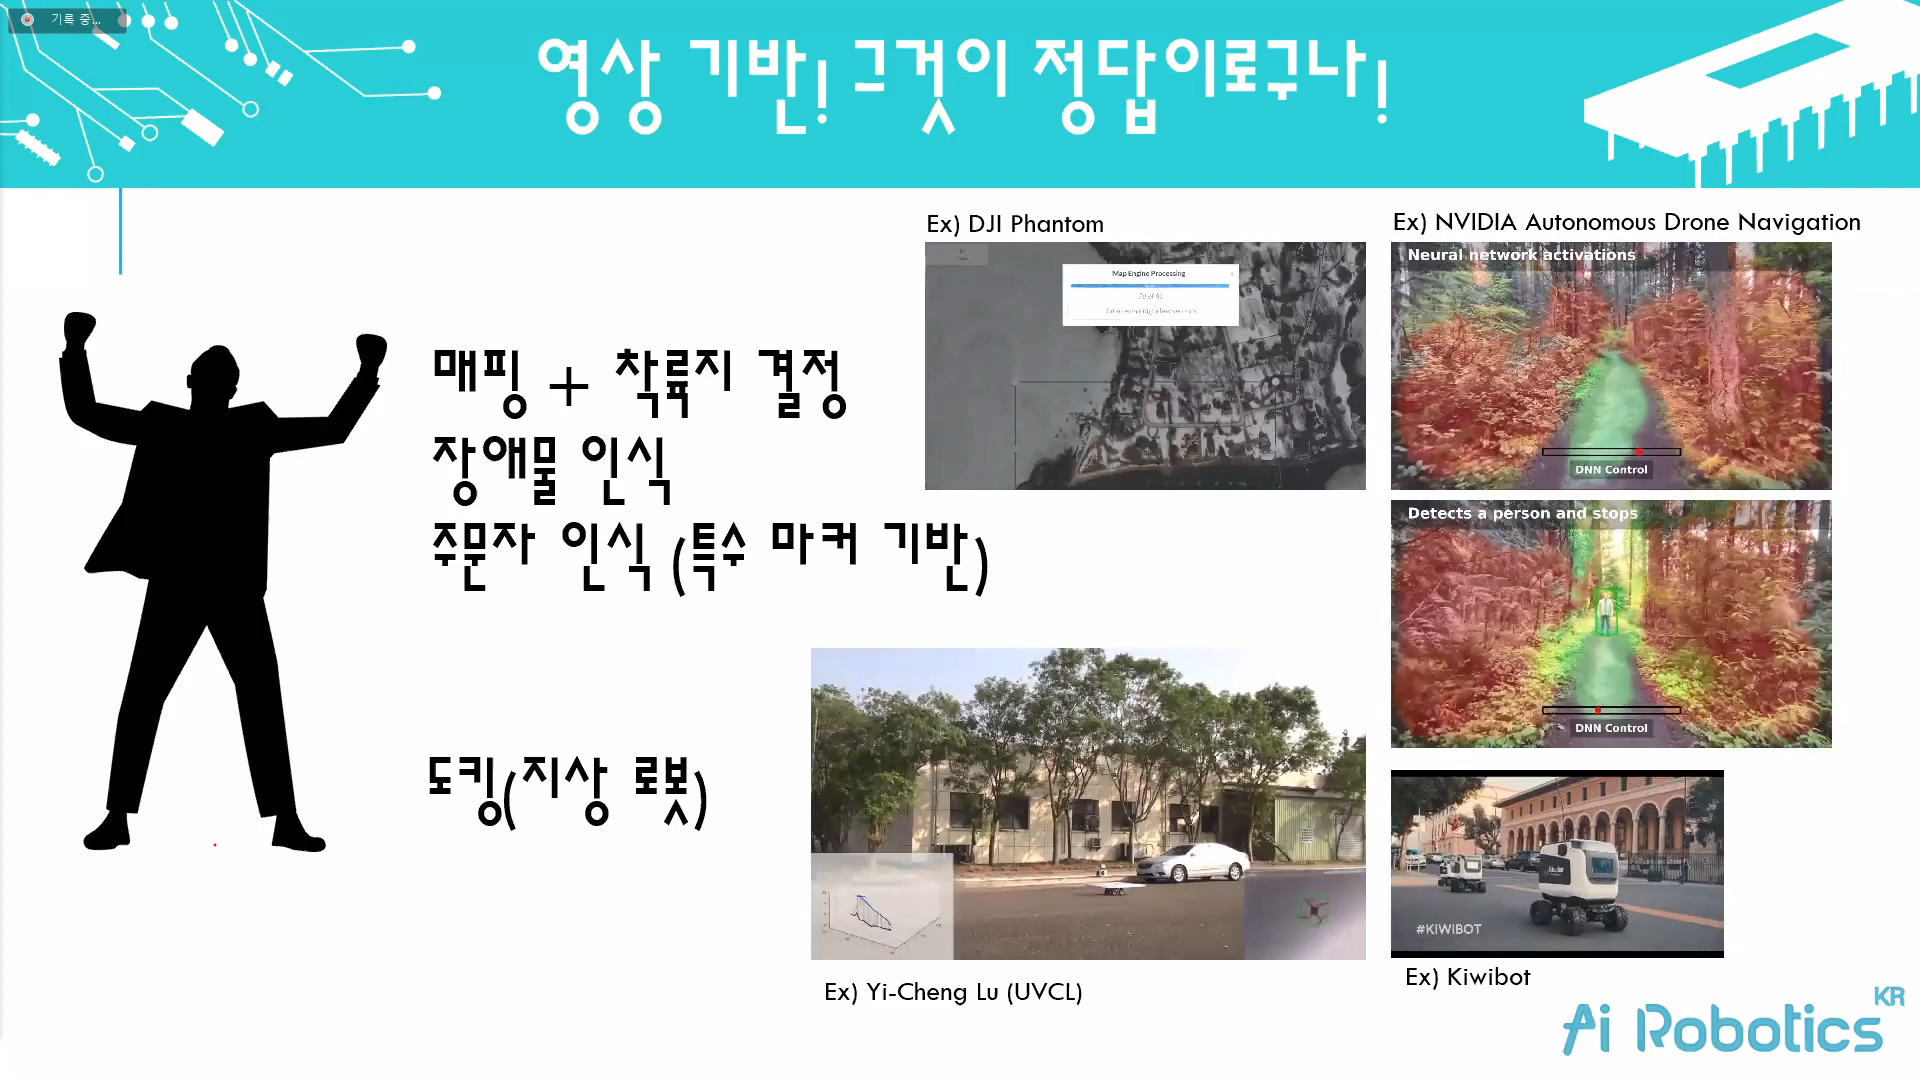 기록 중...
영상 기반! 그것이 정답이로구나!
Ex) DJI Phantom
Ex) NVIDIA Autonomous Drone Navigation
Map Engine Processing
Neural network activations
DNN Control
매핑 + 착륙지 결정
장애물 인식
주문자 인식 (특수 마커 기반)
Detects a person and stops
DNN Control
도킹(지상 로봇)
#KIWIBOT
Ex) Yi-Cheng Lu (UVCL)
Ex) Kiwibot
Ai Robotics KR